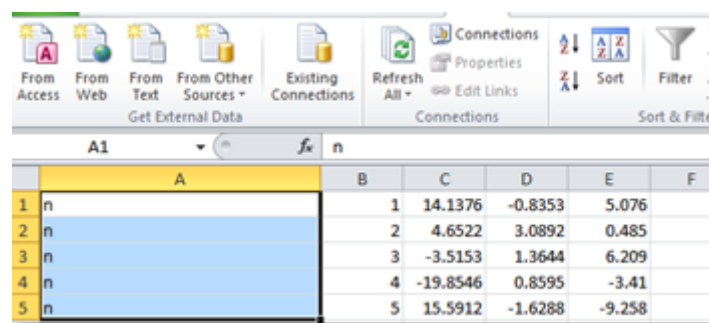 Connections
Properties
Edit Links
From Access
From Web
From Text
From Other Sources
Existing Connections
Refresh All
Sort
Filter
Get External Data
Connections
Sort & Filte
A1 fx n
A B C D E F
1 n 1 14.1376 -0.8353 5.076
2 n 2 4.6522 3.0892 0.485
3 n 3 -3.5153 1.3644 6.209
4 n 4 -19.8546 0.8595 -3.41
5 n 5 15.5912 -1.6288 -9.258